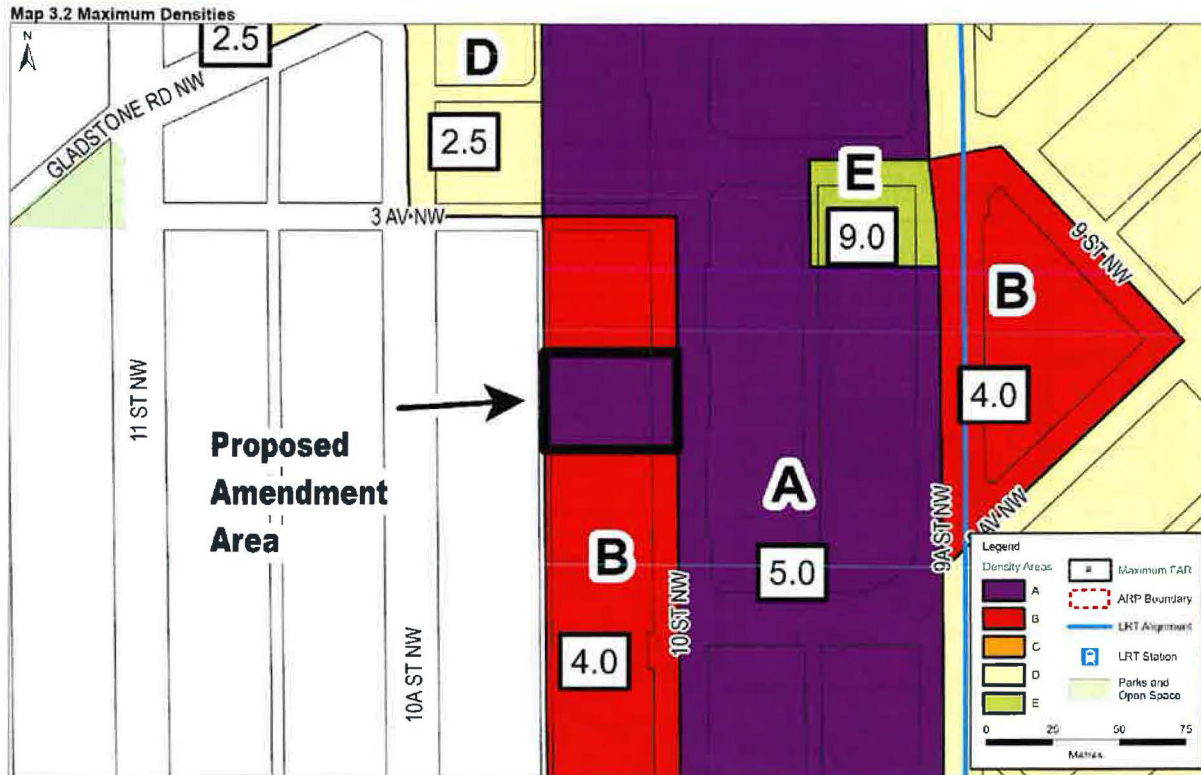 Map 3.2 Maximum Densities
N
2.5
D
GLADSTONE RD NW
2.5
E
3 AV NW
9.0
9 ST NW
B
11 ST NW
4.0
Proposed
Amendment
Area
A
9A ST NW
AV NW
B
5.0
10 ST NW
10A ST NW
4.0
Legend
Density Areas
A
B
C
D
E
Maximum FAR
ARP Boundary
LRT Alignment
LRT Station
Parks and
Open Space
0 25 50 75
Metres